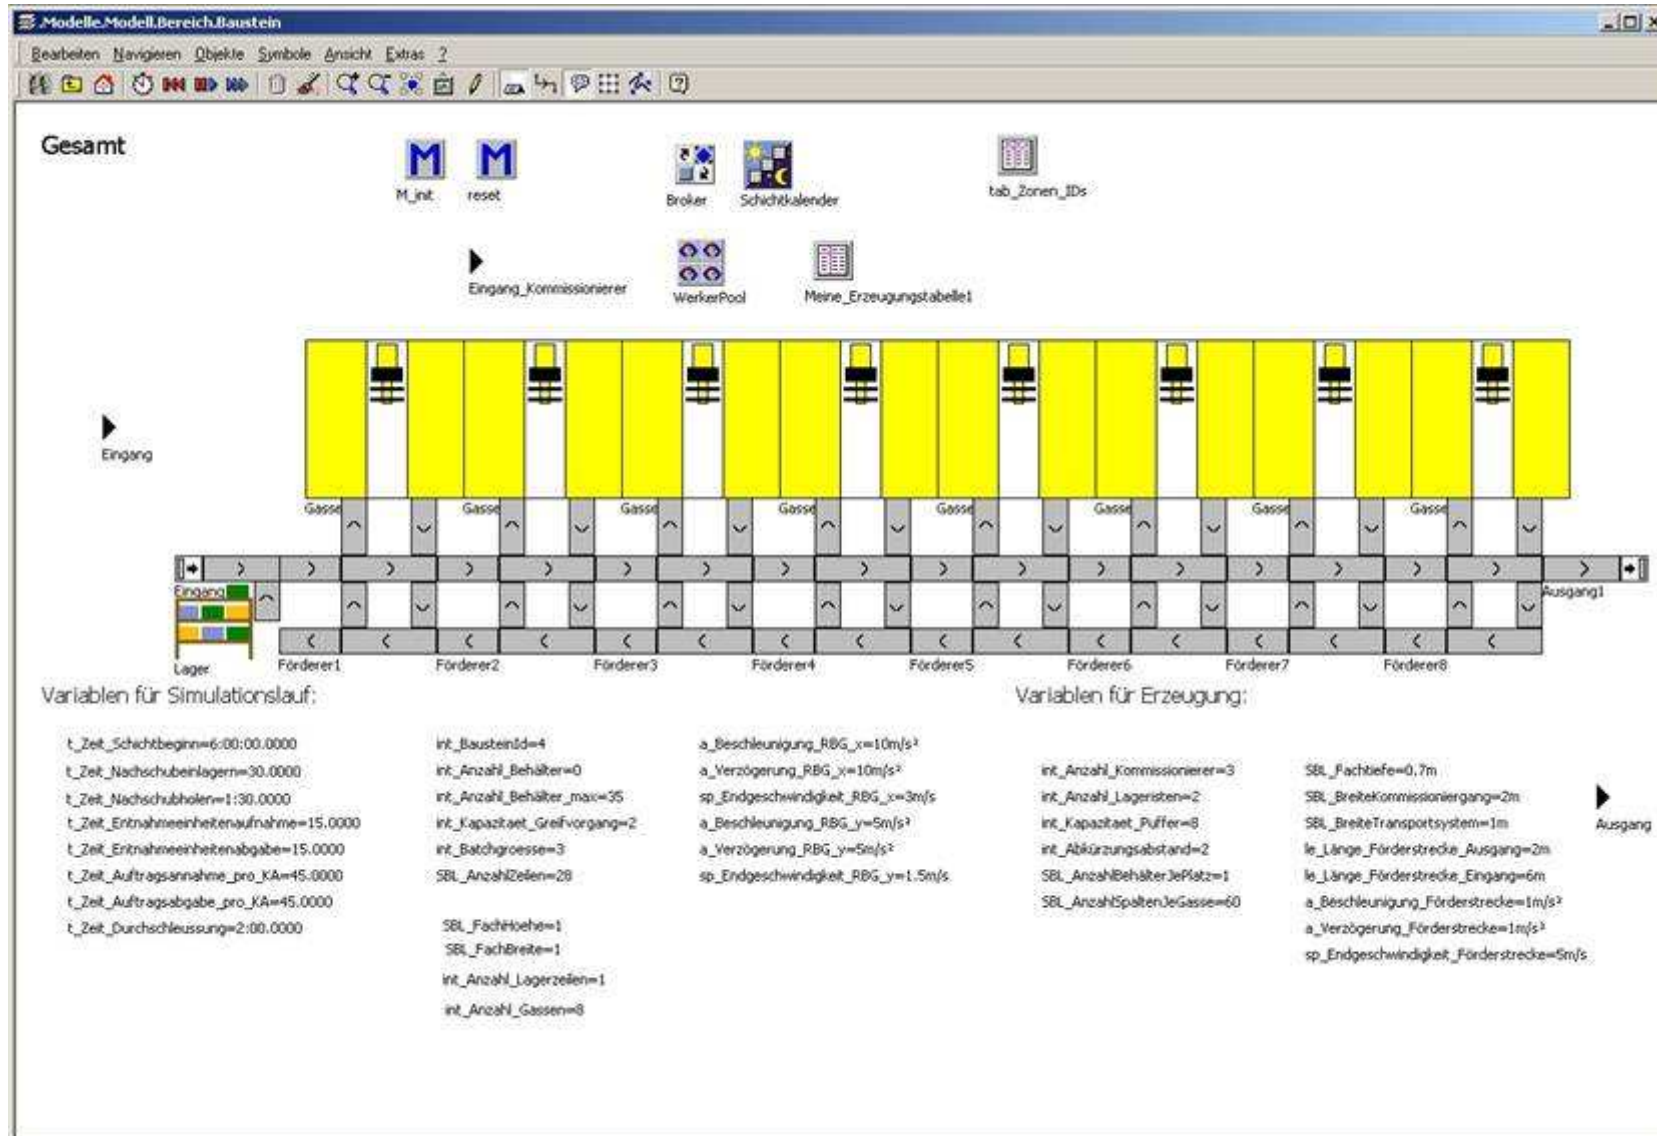 .Modelle.Modell.Bereich.Baustein
Bearbeiten Navigieren Objekte Symbole Ansicht Extras ?
Gesamt
M_init reset Broker Schichtkalender tab_Zonen_IDs
Eingang_Kommissionierer WerkerPool Meine_Erzeugungstabelle1
Eingang
Gasse Gasse Gasse Gasse Gasse Gasse Gasse Gasse
Eingang Ausgang1
Lager Förderer1 Förderer2 Förderer3 Förderer4 Förderer5 Förderer6 Förderer7 Förderer8
Variablen für Simulationslauf:
t_Zeit_Schichtbeginn=6:00:00.0000
t_Zeit_Nachschubeinlagern=30.0000
t_Zeit_Nachschubholen=1:30.0000
t_Zeit_Entnahmeeinheitenaufnahme=15.0000
t_Zeit_Entnahmeeinheitenabgabe=15.0000
t_Zeit_Auftragsannahme_pro_KA=45.0000
t_Zeit_Auftragsabgabe_pro_KA=45.0000
t_Zeit_Durchschleussung=2:00.0000
int_BausteinId=4
int_Anzahl_Behälter=0
int_Anzahl_Behälter_max=35
int_Kapazitaet_Greifvorgang=2
int_Batchgroesse=3
SBL_AnzahlZeilen=28
SBL_FachHoehe=1
SBL_FachBreite=1
int_Anzahl_Lagerzeilen=1
int_Anzahl_Gassen=8
a_Beschleunigung_RBG_x=10m/s²
a_Verzögerung_RBG_x=10m/s²
sp_Endgeschwindigkeit_RBG_x=3m/s
a_Beschleunigung_RBG_y=5m/s²
a_Verzögerung_RBG_y=5m/s²
sp_Endgeschwindigkeit_RBG_y=1.5m/s
Variablen für Erzeugung:
int_Anzahl_Kommissionierer=3
int_Anzahl_Lageristen=2
int_Kapazitaet_Puffer=8
int_Abkürzungsabstand=2
SBL_AnzahlBehälterJePlatz=1
SBL_AnzahlSpaltenJeGasse=60
SBL_Fachtiefe=0.7m
SBL_BreiteKommissioniergang=2m
SBL_BreiteTransportsystem=1m
le_Länge_Förderstrecke_Ausgang=2m
le_Länge_Förderstrecke_Eingang=6m
a_Beschleunigung_Förderstrecke=1m/s²
a_Verzögerung_Förderstrecke=1m/s²
sp_Endgeschwindigkeit_Förderstrecke=5m/s
Ausgang